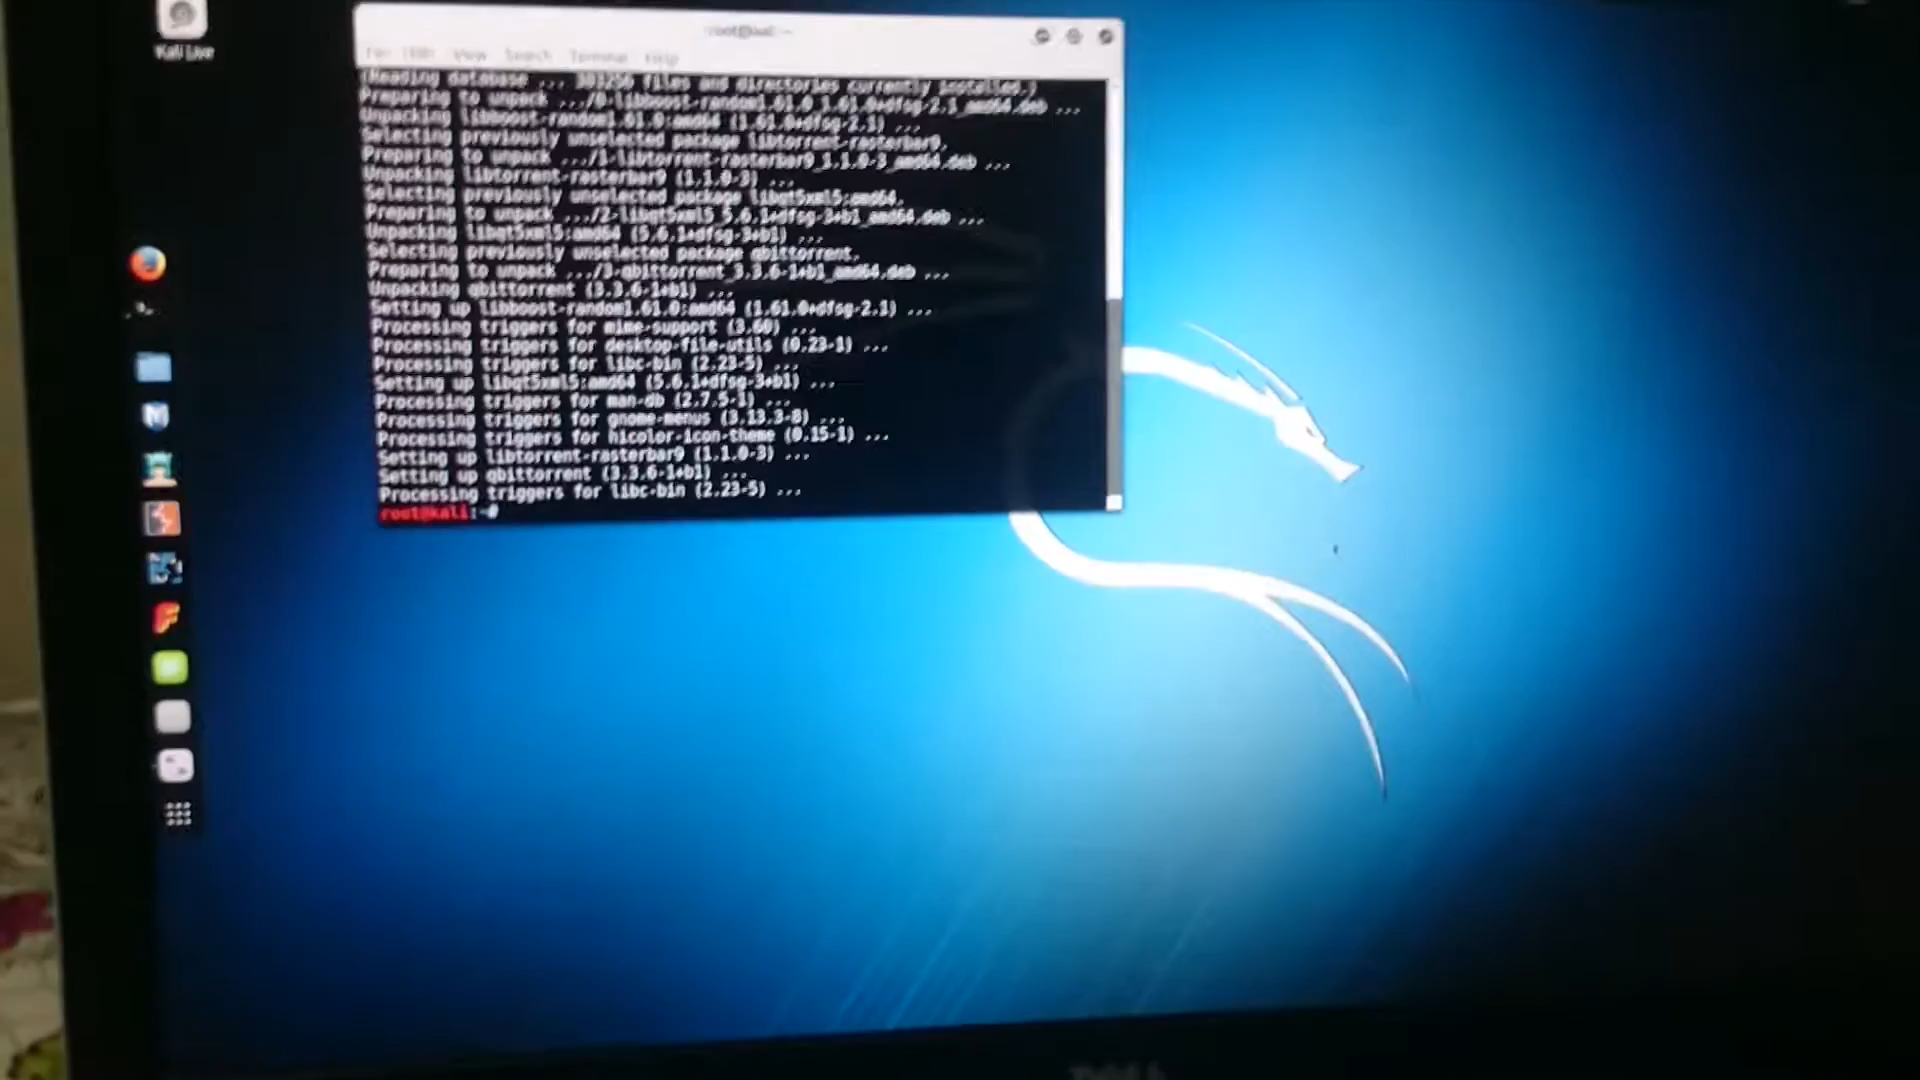 Kali Live
root@kali: ~
View Search Terminal Help
(Reading database ... 301256 files and directories currently installed.)
Preparing to unpack .../0-libboost-random1.61.0_1.61.0+dfsg-2.1_amd64.deb ...
Unpacking libboost-random1.61.0:amd64 (1.61.0+dfsg-2.1) ...
Selecting previously unselected package libtorrent-rasterbar9.
Preparing to unpack .../1-libtorrent-rasterbar9_1.1.0-3_amd64.deb ...
Unpacking libtorrent-rasterbar9 (1.1.0-3) ...
Selecting previously unselected package libqt5xml5:amd64.
Preparing to unpack .../2-libqt5xml5_5.6.1+dfsg-3+b1_amd64.deb ...
Unpacking libqt5xml5:amd64 (5.6.1+dfsg-3+b1) ...
Selecting previously unselected package qbittorrent.
Preparing to unpack .../3-qbittorrent_3.3.6-1+b1_amd64.deb ...
Unpacking qbittorrent (3.3.6-1+b1) ...
Setting up libboost-random1.61.0:amd64 (1.61.0+dfsg-2.1) ...
Processing triggers for mime-support (3.60) ...
Processing triggers for desktop-file-utils (0.23-1) ...
Processing triggers for libc-bin (2.23-5) ...
Setting up libqt5xml5:amd64 (5.6.1+dfsg-3+b1) ...
Processing triggers for man-db (2.7.5-1) ...
Processing triggers for gnome-menus (3.13.3-8) ...
Processing triggers for hicolor-icon-theme (0.15-1) ...
Setting up libtorrent-rasterbar9 (1.1.0-3) ...
Setting up qbittorrent (3.3.6-1+b1) ...
Processing triggers for libc-bin (2.23-5) ...
root@kali:~#